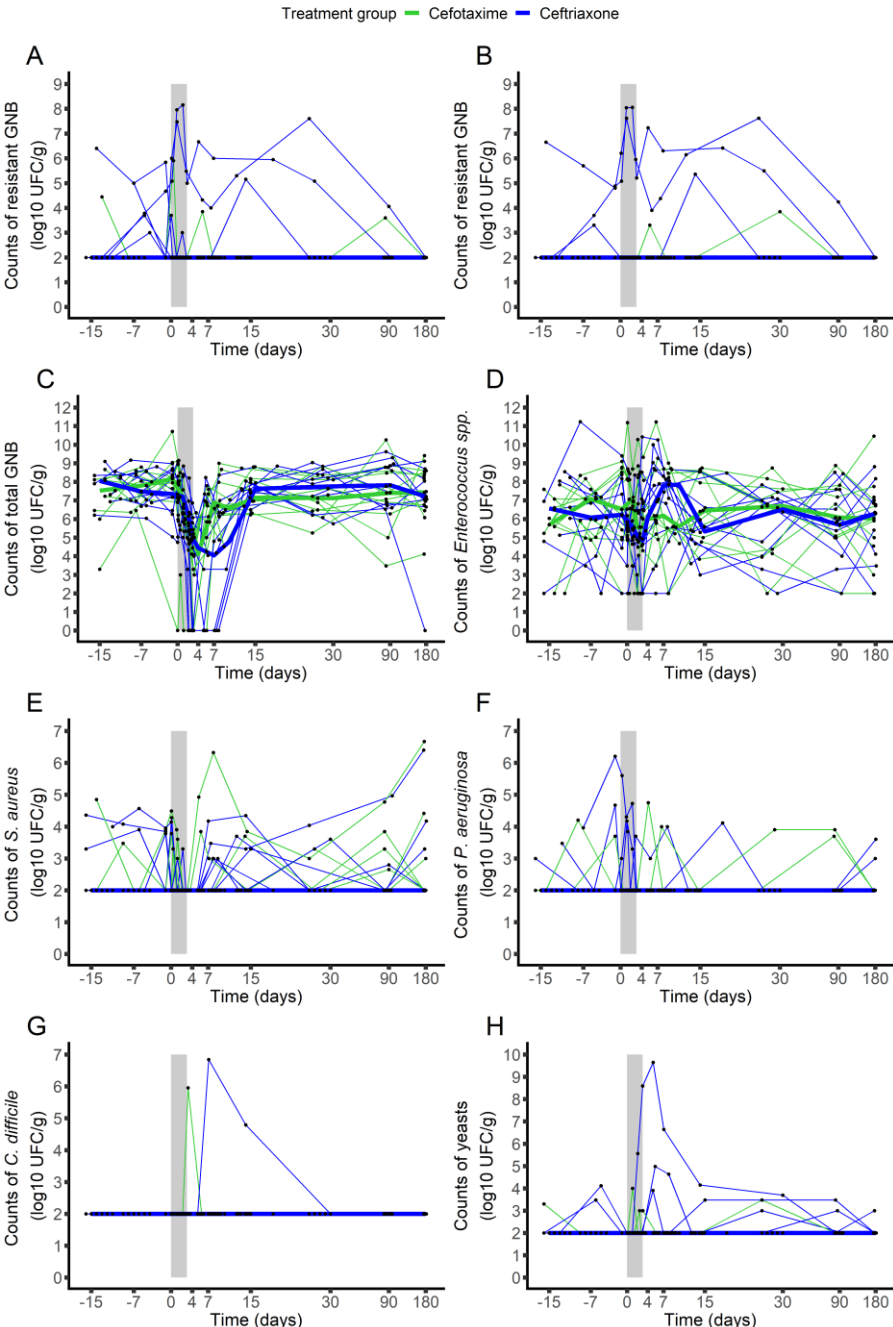 Treatment group Cefotaxime Ceftriaxone
A
Counts of resistant GNB
(log10 UFC/g)
9
8
7
6
5
4
3
2
1
0
-15 -7 0 4 7 15 30 90 180
Time (days)
B
Counts of resistant GNB
(log10 UFC/g)
9
8
7
6
5
4
3
2
1
0
-15 -7 0 4 7 15 30 90 180
Time (days)
C
Counts of total GNB
(log10 UFC/g)
12
11
10
9
8
7
6
5
4
3
2
1
0
-15 -7 0 4 7 15 30 90 180
Time (days)
D
Counts of Enterococcus spp.
(log10 UFC/g)
12
11
10
9
8
7
6
5
4
3
2
1
0
-15 -7 0 4 7 15 30 90 180
Time (days)
E
Counts of S. aureus
(log10 UFC/g)
7
6
5
4
3
2
1
0
-15 -7 0 4 7 15 30 90 180
Time (days)
F
Counts of P. aeruginosa
(log10 UFC/g)
7
6
5
4
3
2
1
0
-15 -7 0 4 7 15 30 90 180
Time (days)
G
Counts of C. difficile
(log10 UFC/g)
7
6
5
4
3
2
1
0
-15 -7 0 4 7 15 30 90 180
Time (days)
H
Counts of yeasts
(log10 UFC/g)
10
9
8
7
6
5
4
3
2
1
0
-15 -7 0 4 7 15 30 90 180
Time (days)